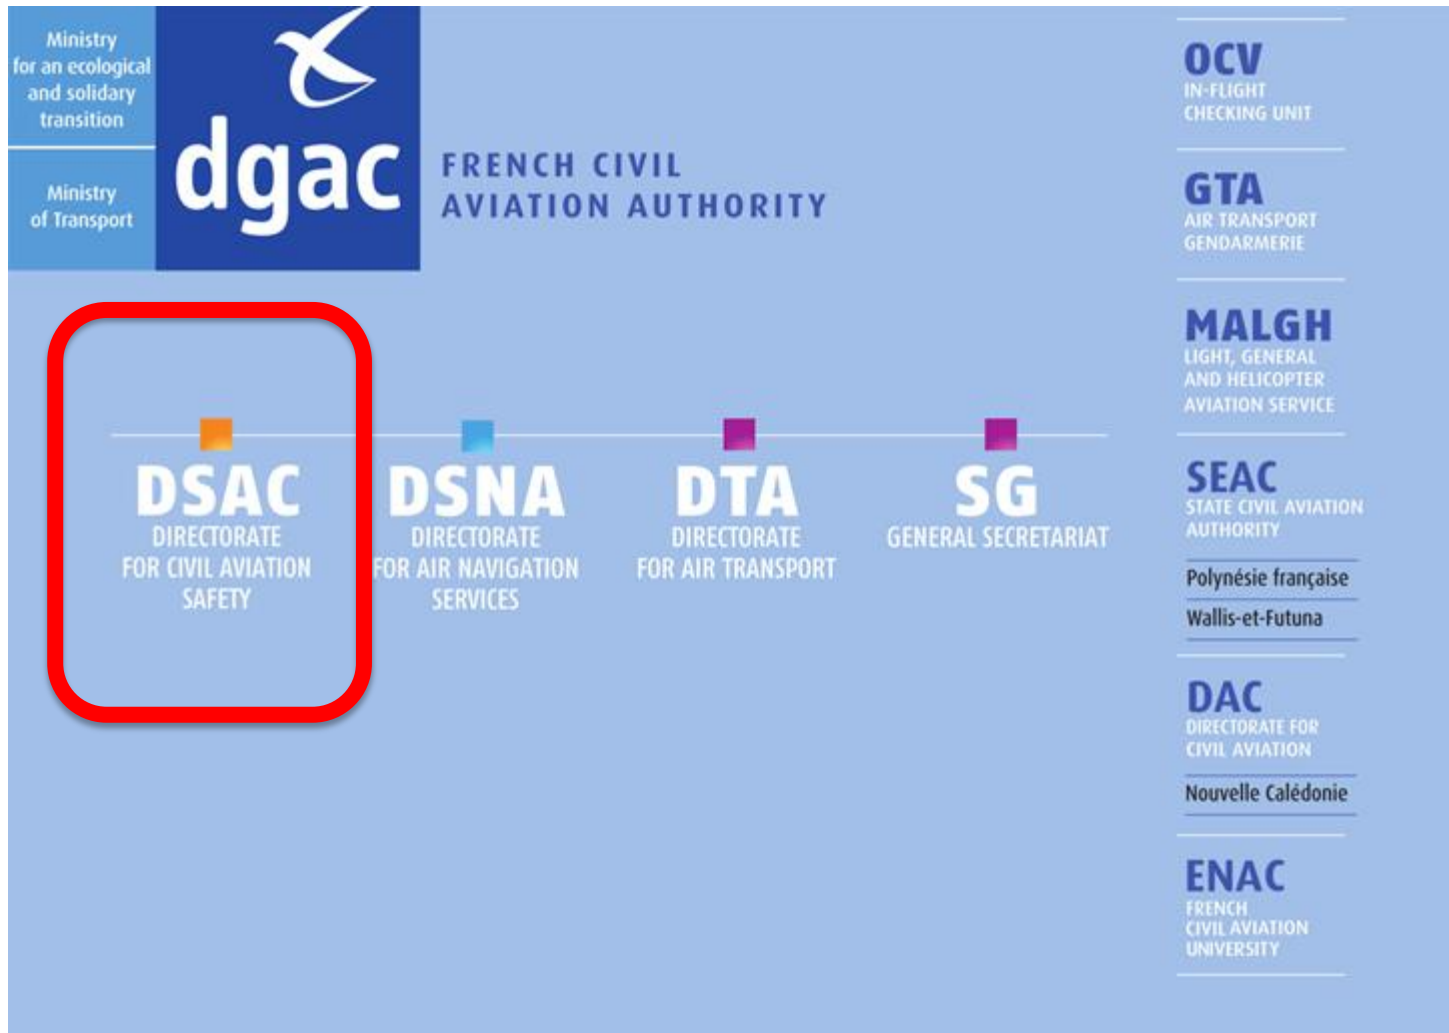 Ministry
for an ecological
and solidary
transition
Ministry
of Transport
dgac
FRENCH CIVIL
AVIATION AUTHORITY
DSAC
DIRECTORATE
FOR CIVIL AVIATION
SAFETY
DSNA
DIRECTORATE
FOR AIR NAVIGATION
SERVICES
DTA
DIRECTORATE
FOR AIR TRANSPORT
SG
GENERAL SECRETARIAT
OCV
IN-FLIGHT
CHECKING UNIT
GTA
AIR TRANSPORT
GENDARMERIE
MALGH
LIGHT, GENERAL
AND HELICOPTER
AVIATION SERVICE
SEAC
STATE CIVIL AVIATION
AUTHORITY
Polynésie française
Wallis-et-Futuna
DAC
DIRECTORATE FOR
CIVIL AVIATION
Nouvelle Calédonie
ENAC
FRENCH
CIVIL AVIATION
UNIVERSITY